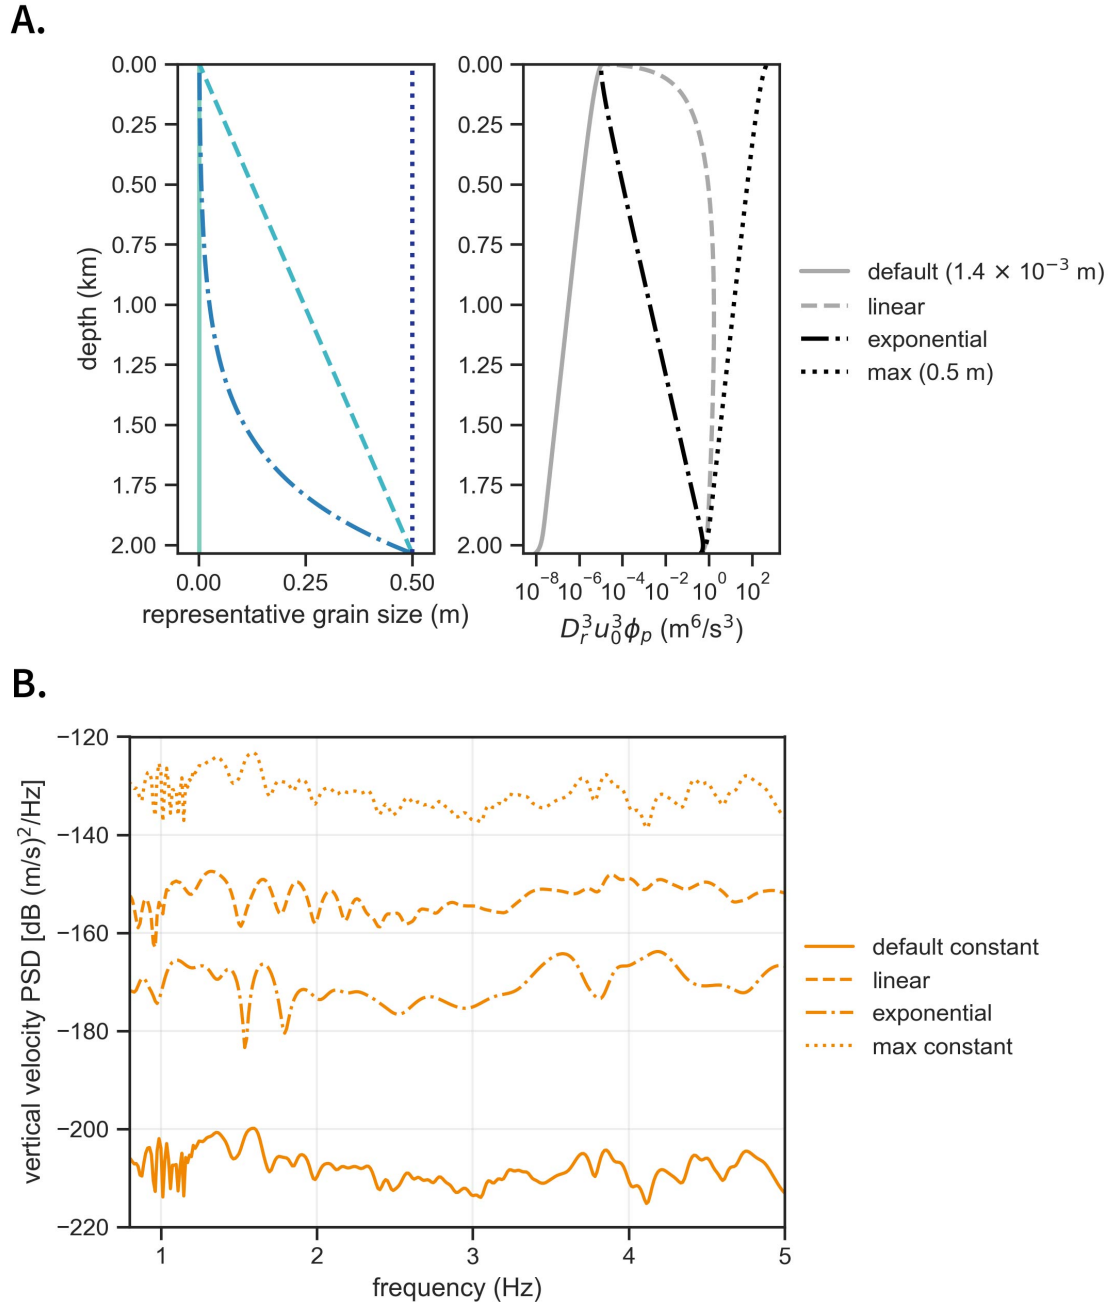 A.
0.00
0.25
0.50
0.75
1.00
1.25
1.50
1.75
2.00
depth (km)
0.00 0.25 0.50
representative grain size (m)
0.00
0.25
0.50
0.75
1.00
1.25
1.50
1.75
2.00
10⁻⁸ 10⁻⁶ 10⁻⁴ 10⁻² 10⁰ 10²
D_r³u₀³ϕ_p (m⁶/s³)
default (1.4 × 10⁻³ m)
linear
exponential
max (0.5 m)
B.
−120
−140
−160
−180
−200
−220
vertical velocity PSD [dB (m/s)²/Hz]
1 2 3 4 5
frequency (Hz)
default constant
linear
exponential
max constant